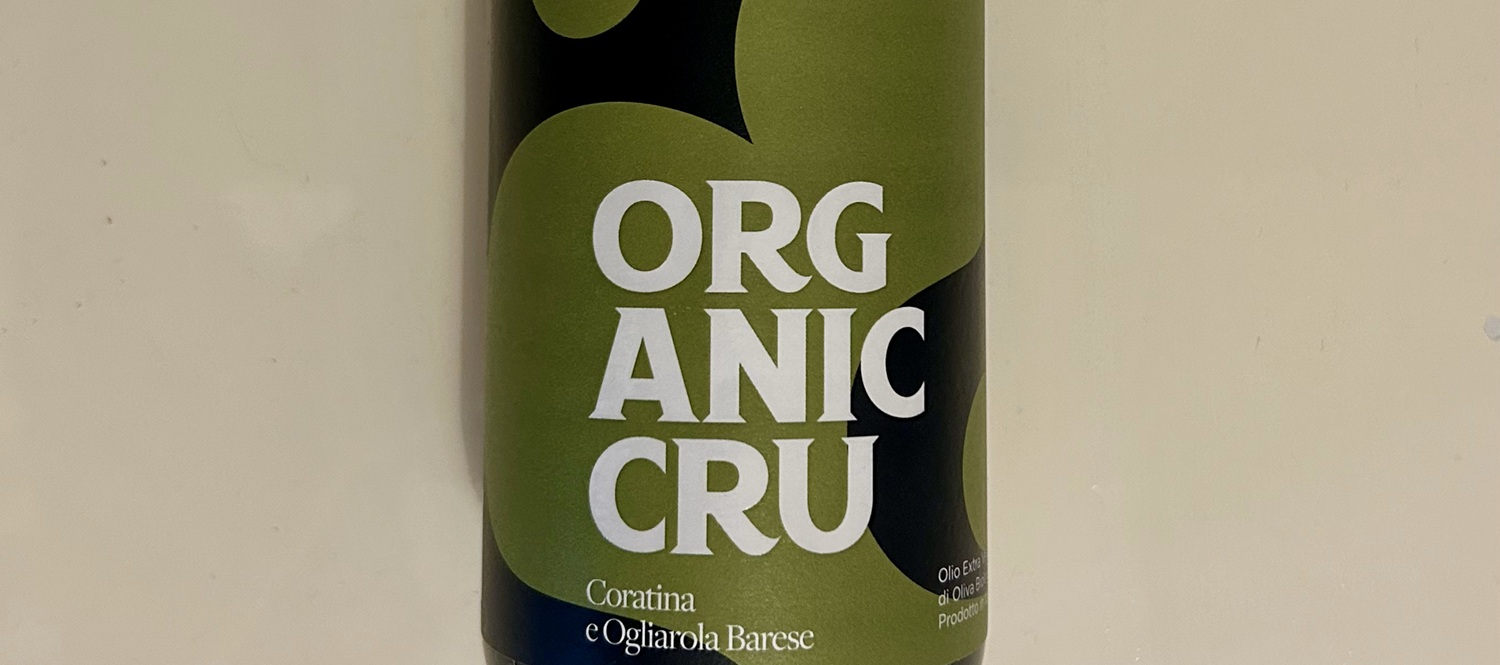 ORG
ANIC
CRU
Coratina
e Ogliarola Barese
Olio Extra
di Oliva
Prodotto